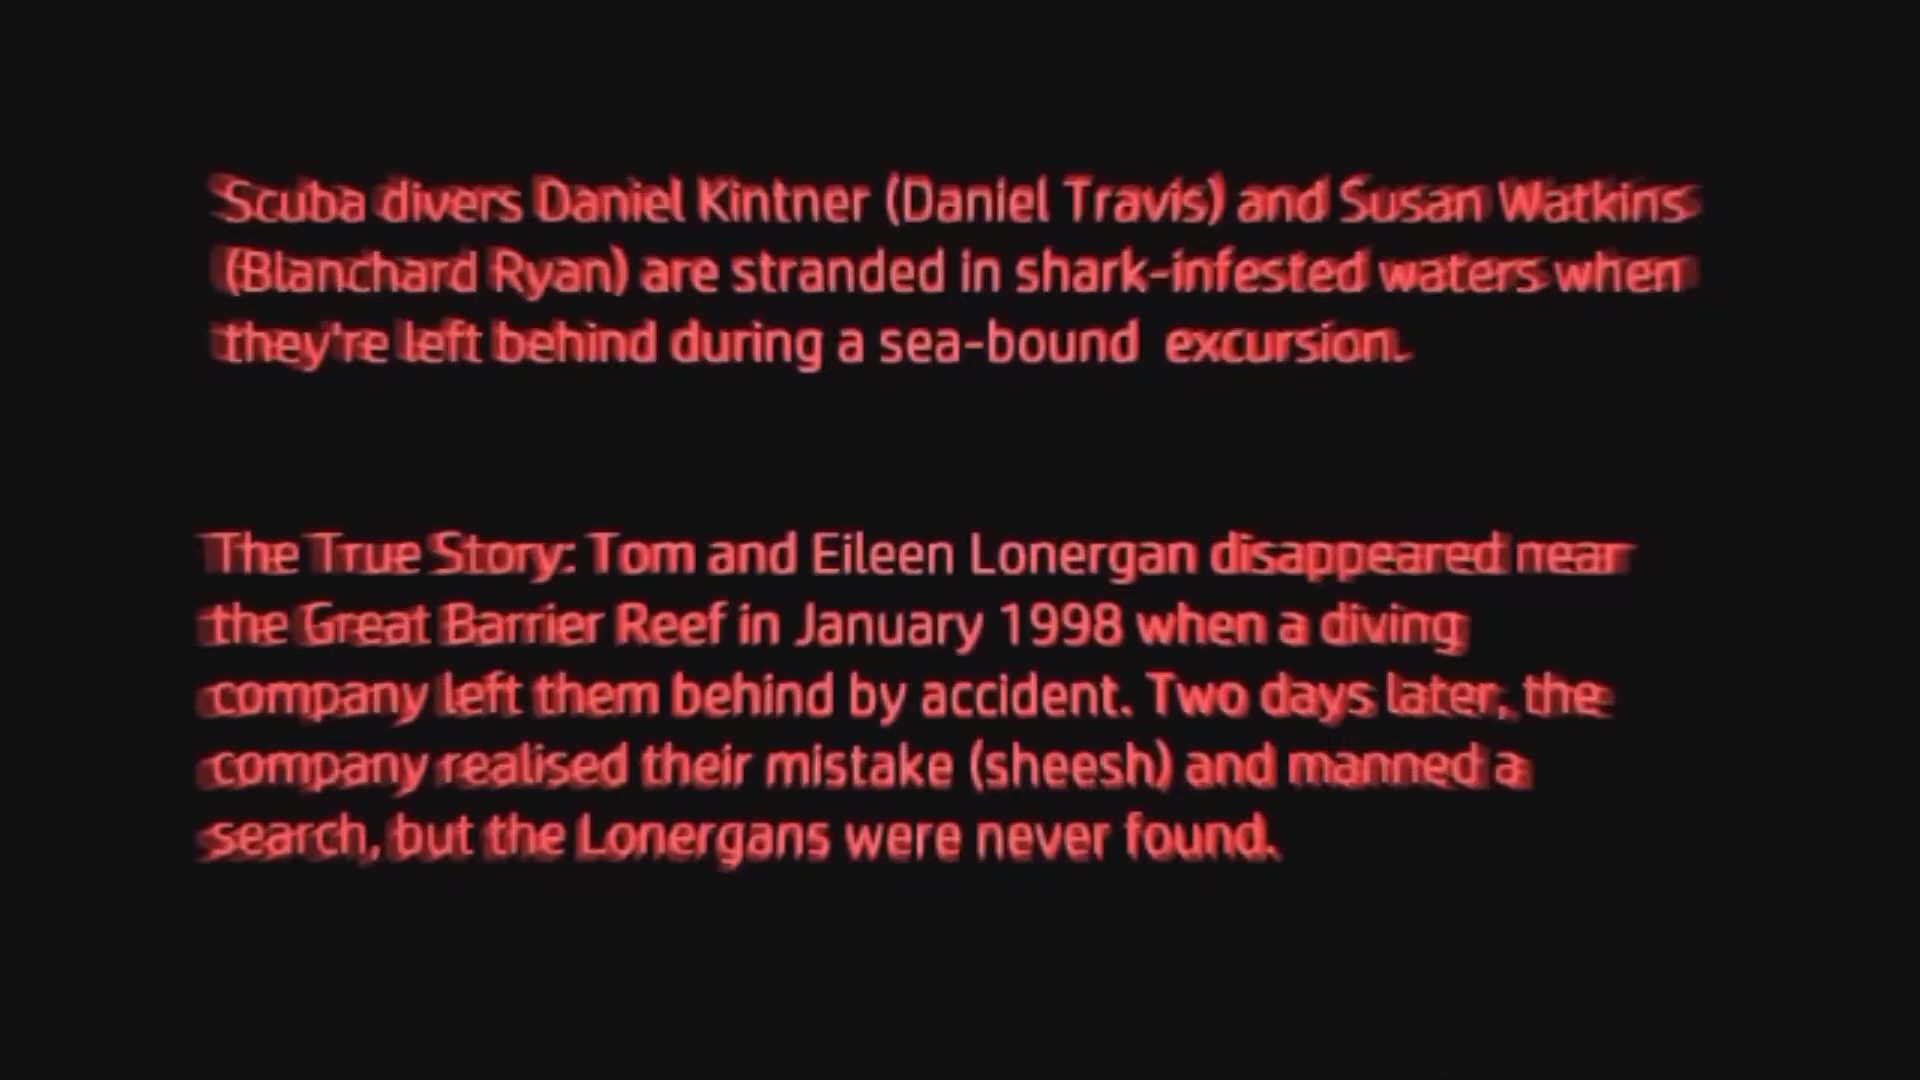 Scuba divers Daniel Kintner (Daniel Travis) and Susan Watkins
(Blanchard Ryan) are stranded in shark-infested waters when
they're left behind during a sea-bound excursion.
The True Story: Tom and Eileen Lonergan disappeared near
the Great Barrier Reef in January 1998 when a diving
company left them behind by accident. Two days later, the
company realised their mistake (sheesh) and manned a
search, but the Lonergans were never found.